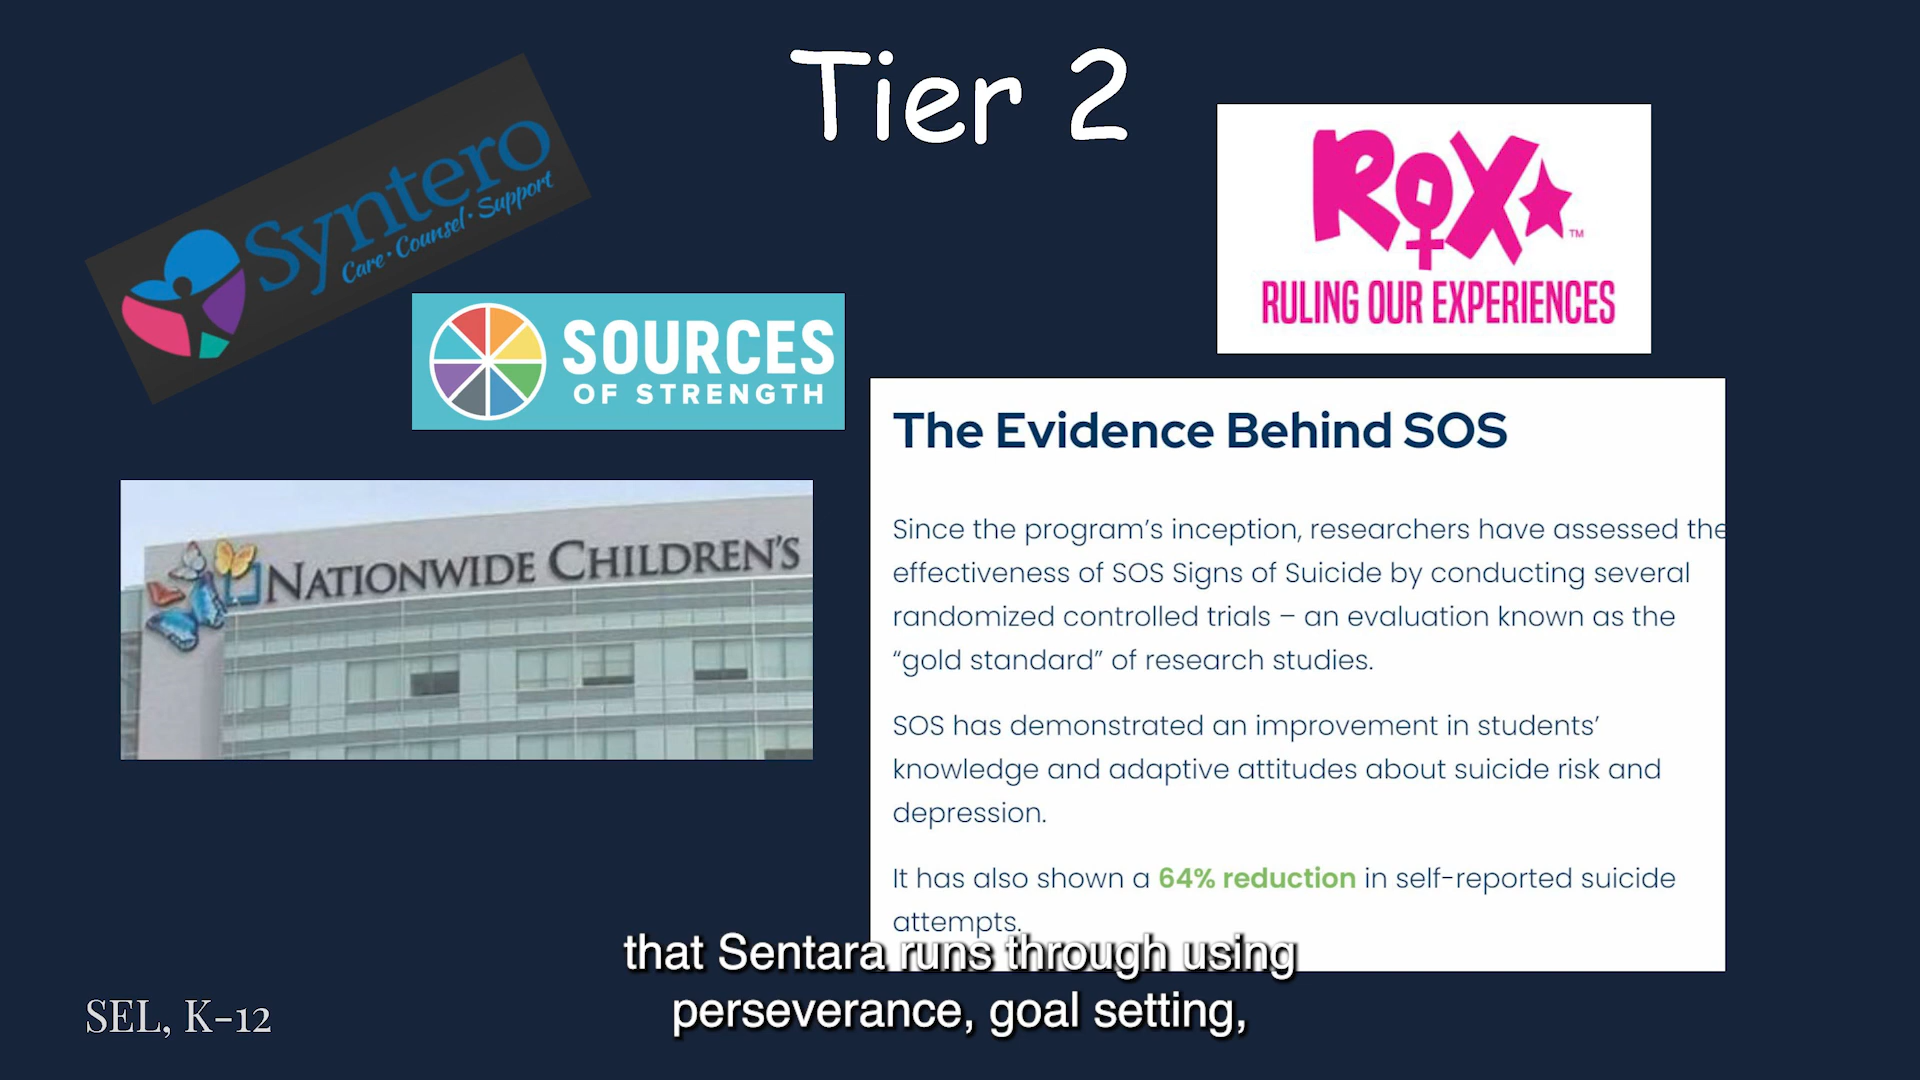 Tier 2
Syntero
Care · Counsel · Support
ROX
TM
RULING OUR EXPERIENCES
SOURCES
OF STRENGTH
The Evidence Behind SOS
NATIONWIDE CHILDREN'S
Since the program’s inception, researchers have assessed the
effectiveness of SOS Signs of Suicide by conducting several
randomized controlled trials – an evaluation known as the
“gold standard” of research studies.
SOS has demonstrated an improvement in students’
knowledge and adaptive attitudes about suicide risk and
depression.
It has also shown a 64% reduction in self-reported suicide
attempts.
that Sentara runs through using
perseverance, goal setting,
SEL, K-12